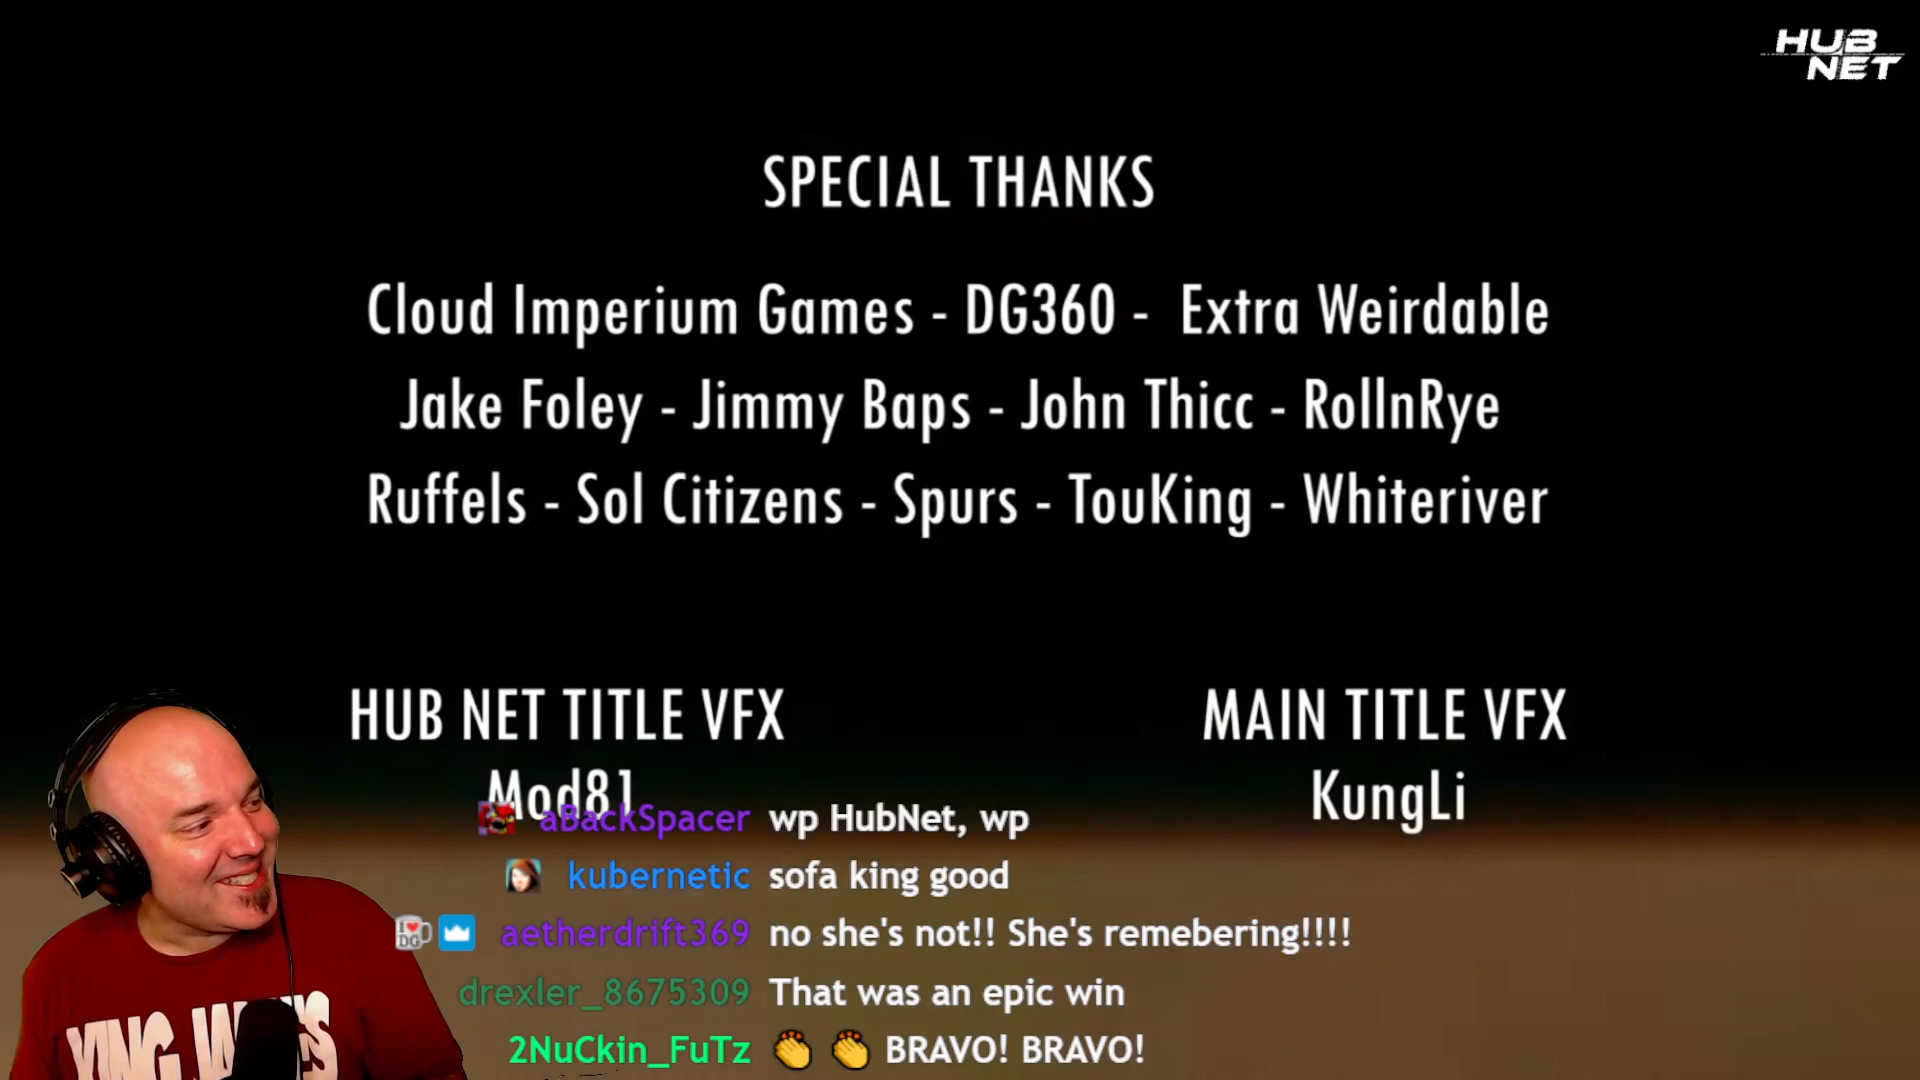 HUB
NET
SPECIAL THANKS
Cloud Imperium Games - DG360 - Extra Weirdable
Jake Foley - Jimmy Baps - John Thicc - RollnRye
Ruffels - Sol Citizens - Spurs - TouKing - Whiteriver
HUB NET TITLE VFX
Mod81
MAIN TITLE VFX
KungLi
aBackSpacer wp HubNet, wp
kubernetic sofa king good
I ❤ DG aetherdrift369 no she's not!! She's remebering!!!!
drexler_8675309 That was an epic win
2NuCkin_FuTz 👏 👏 BRAVO! BRAVO!